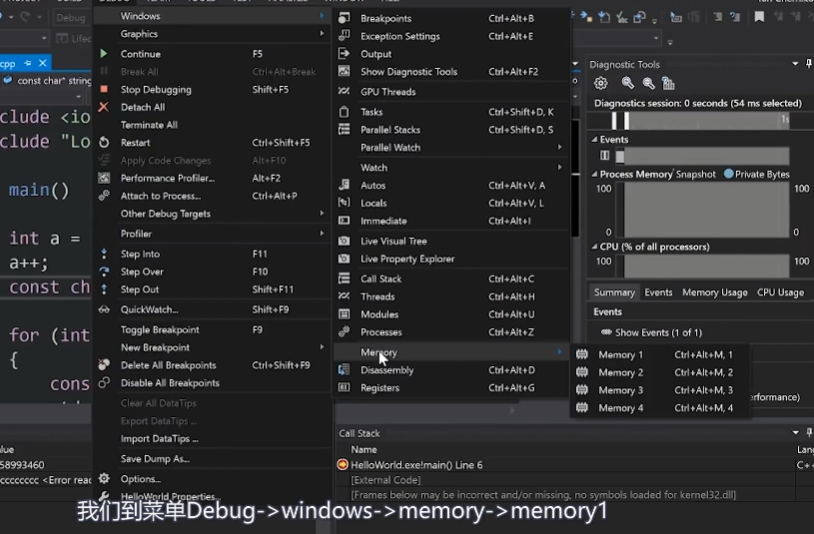 Debug
Windows
Graphics
Continue F5
Break All Ctrl+Alt+Break
Stop Debugging Shift+F5
Detach All
Terminate All
Restart Ctrl+Shift+F5
Apply Code Changes Alt+F10
Performance Profiler... Alt+F2
Attach to Process... Ctrl+Alt+P
Other Debug Targets
Profiler
Step Into F11
Step Over F10
Step Out Shift+F11
QuickWatch... Shift+F9
Toggle Breakpoint F9
New Breakpoint
Delete All Breakpoints Ctrl+Shift+F9
Disable All Breakpoints
Clear All DataTips
Export DataTips ...
Import DataTips ...
Save Dump As...
Options...
HelloWorld Properties...
Breakpoints Ctrl+Alt+B
Exception Settings Ctrl+Alt+E
Output
Show Diagnostic Tools Ctrl+Alt+F2
GPU Threads
Tasks Ctrl+Shift+D, K
Parallel Stacks Ctrl+Shift+D, S
Parallel Watch
Watch
Autos Ctrl+Alt+V, A
Locals Ctrl+Alt+V, L
Immediate Ctrl+Alt+I
Live Visual Tree
Live Property Explorer
Call Stack Ctrl+Alt+C
Threads Ctrl+Alt+H
Modules Ctrl+Alt+U
Processes Ctrl+Alt+Z
Memory
Disassembly Ctrl+Alt+D
Registers Ctrl+Alt+G
Memory 1 Ctrl+Alt+M, 1
Memory 2 Ctrl+Alt+M, 2
Memory 3 Ctrl+Alt+M, 3
Memory 4 Ctrl+Alt+M, 4
cpp
const char* string
clude <io
clude "Lo
main()
int a =
a++;
const ch
for (int
{
cons
Diagnostic Tools
Diagnostics session: 0 seconds (54 ms selected)
1s
Events
Process Memory Snapshot Private Bytes
100 100
0 0
CPU (% of all processors)
100 100
Summary Events Memory Usage CPU Usage
Events
Show Events (1 of 1)
erformance)
alue
58993460
cccccccc <Error read
Call Stack
Name Lang
HelloWorld.exe!main() Line 6 C++
[External Code]
[Frames below may be incorrect and/or missing, no symbols loaded for kernel32.dll]
我们到菜单Debug->windows->memory->memory1